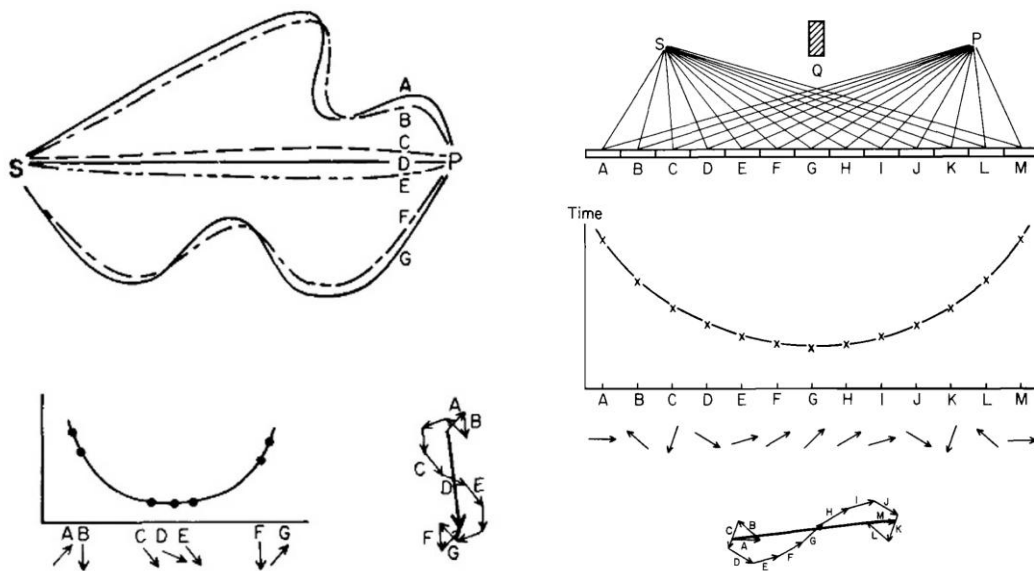 A
B
C
S D P
E
F
G
A B C D E F G
A
B
C
D
E
F
G
S P
Q
A B C D E F G H I J K L M
Time
A B C D E F G H I J K L M
I J
H
C B M K
A L
G
D E F